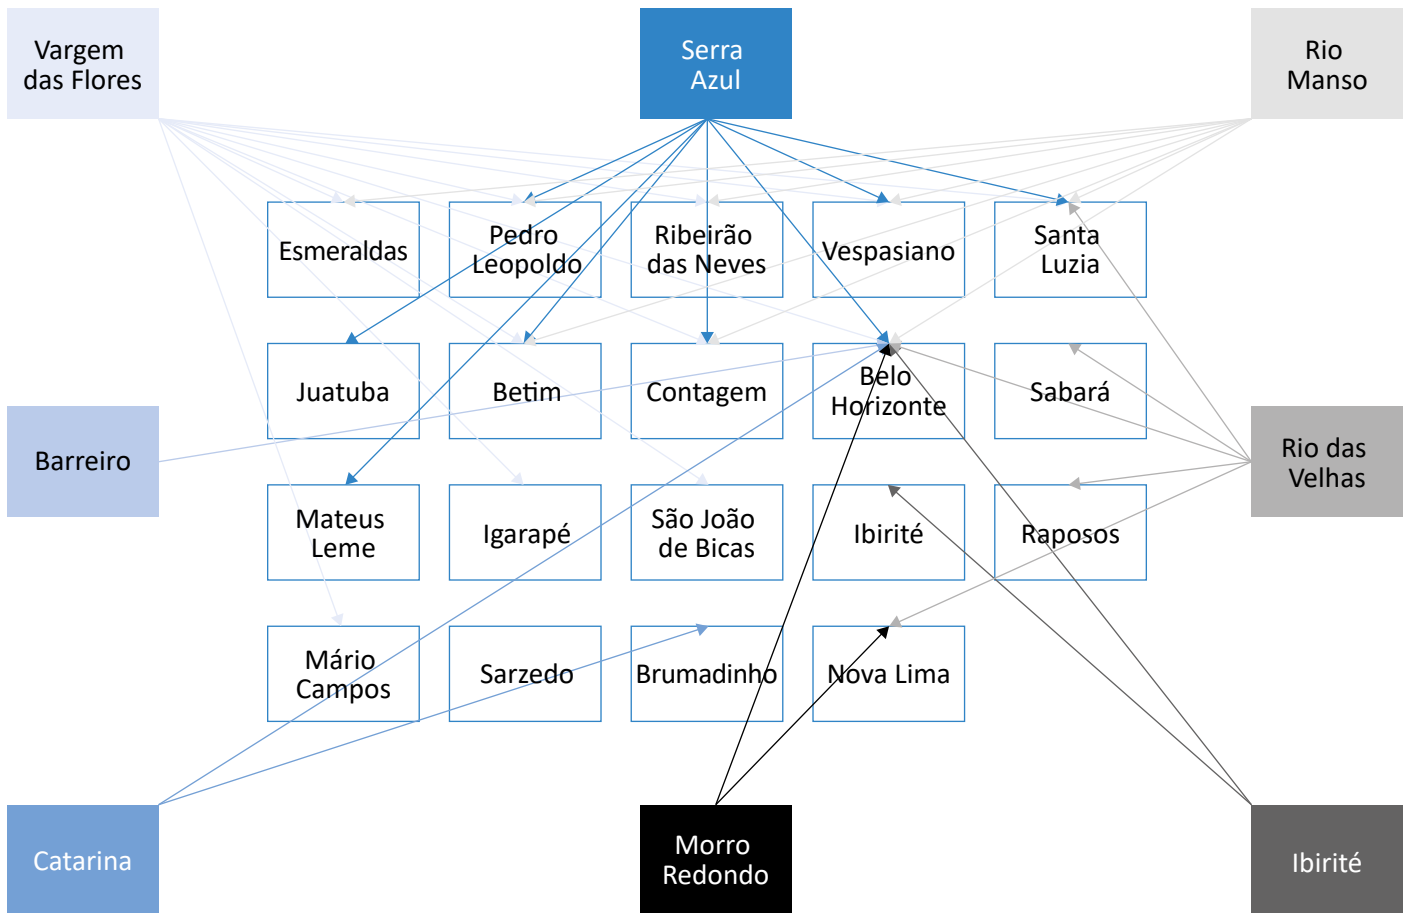 Vargem
das Flores
Serra
Azul
Rio
Manso
Esmeraldas
Pedro
Leopoldo
Ribeirão
das Neves
Vespasiano
Santa
Luzia
Juatuba
Betim
Contagem
Belo
Horizonte
Sabará
Barreiro
Rio das
Velhas
Mateus
Leme
Igarapé
São João
de Bicas
Ibirité
Raposos
Mário
Campos
Sarzedo
Brumadinho
Nova Lima
Catarina
Morro
Redondo
Ibirité